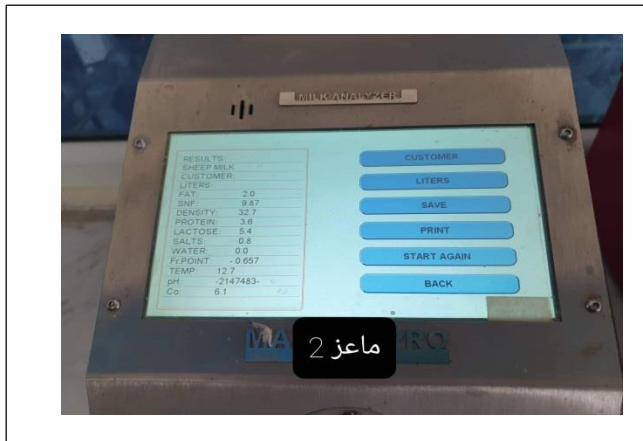 MILK ANALYZER
RESULTS:
SHEEP MILK
CUSTOMER:
LITERS:
FAT: 2.0
SNF: 9.87
DENSITY: 32.7
PROTEIN: 3.6
LACTOSE: 5.4
SALTS: 0.8
WATER: 0.0
Fr.POINT: - 0.657
TEMP: 12.7
pH -2147483-
Co: 6.1
CUSTOMER
LITERS
SAVE
PRINT
START AGAIN
BACK
ماعز 2